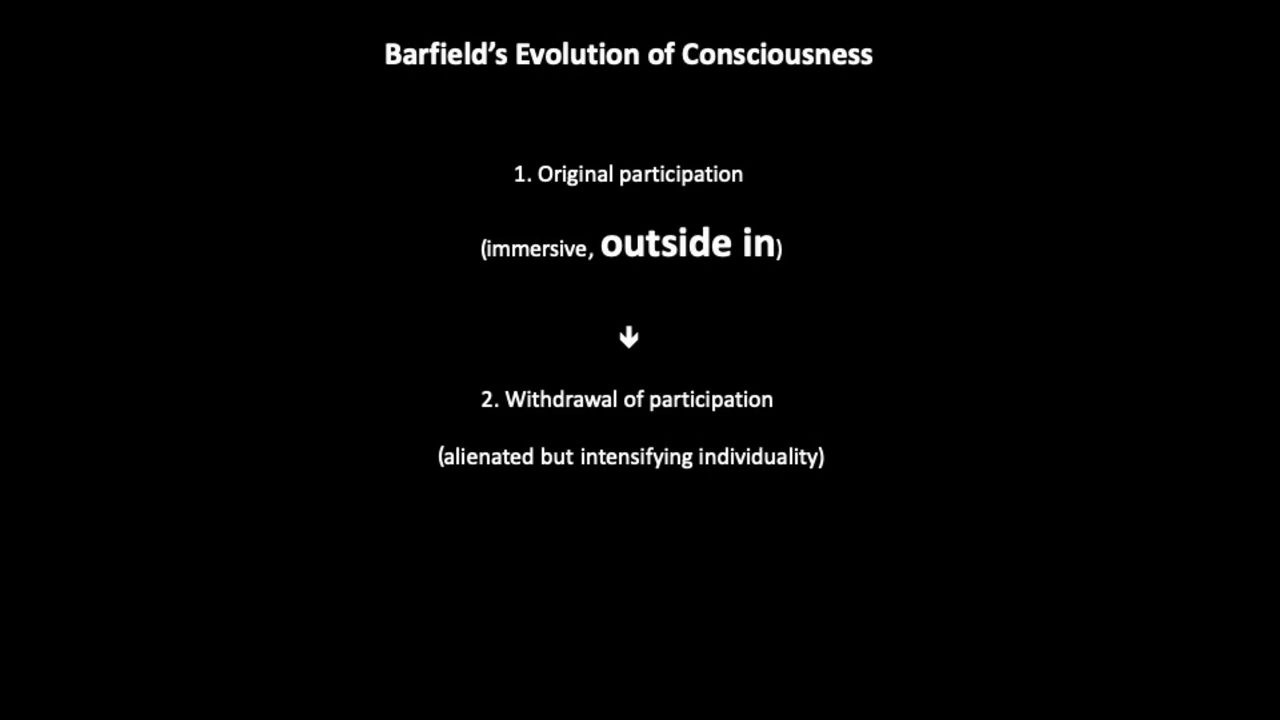 Barfield’s Evolution of Consciousness
1. Original participation
(immersive, outside in)
2. Withdrawal of participation
(alienated but intensifying individuality)